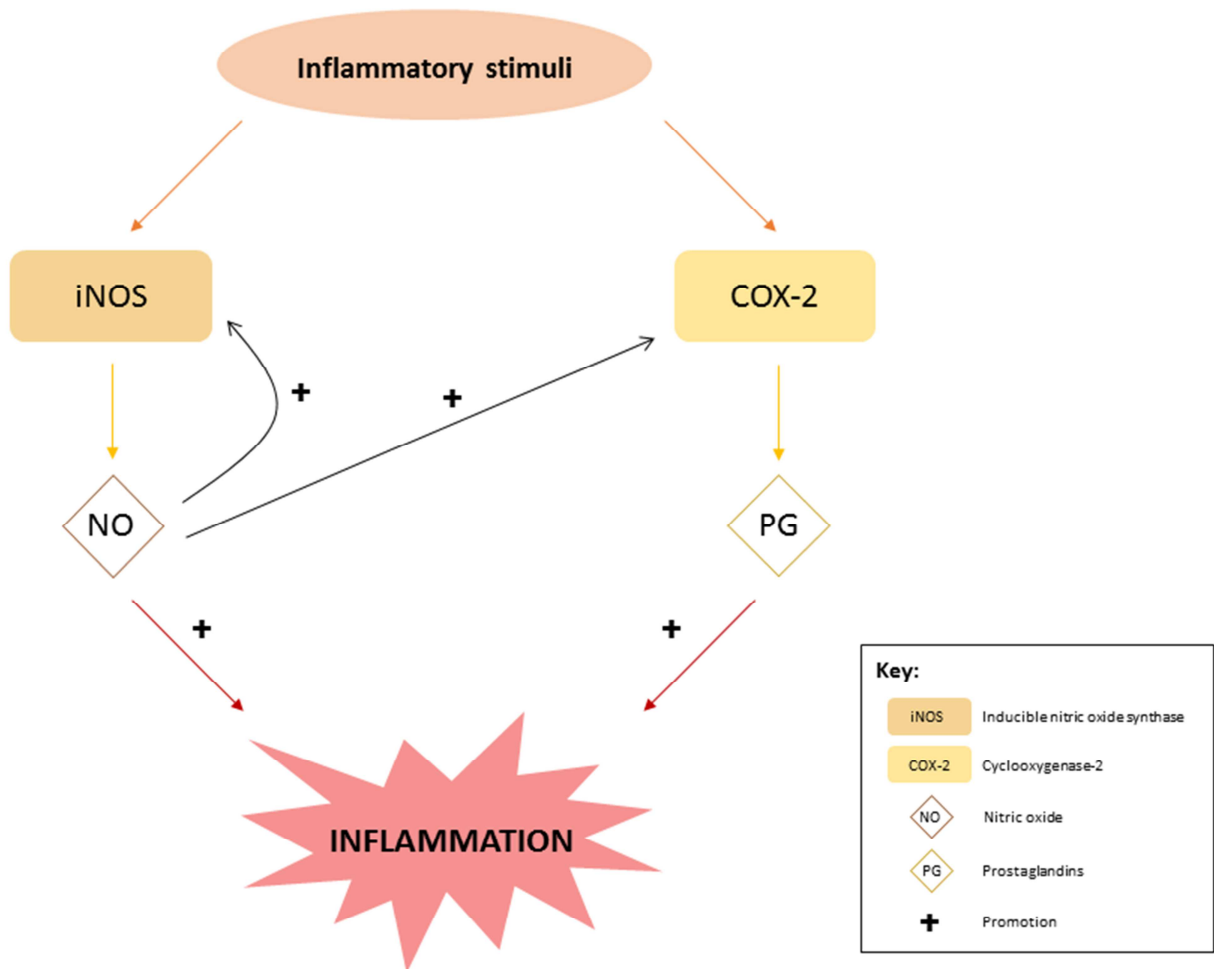 Inflammatory stimuli
iNOS
COX-2
+
+
NO
PG
+
+
INFLAMMATION
Key:
iNOS Inducible nitric oxide synthase
COX-2 Cyclooxygenase-2
NO Nitric oxide
PG Prostaglandins
+ Promotion